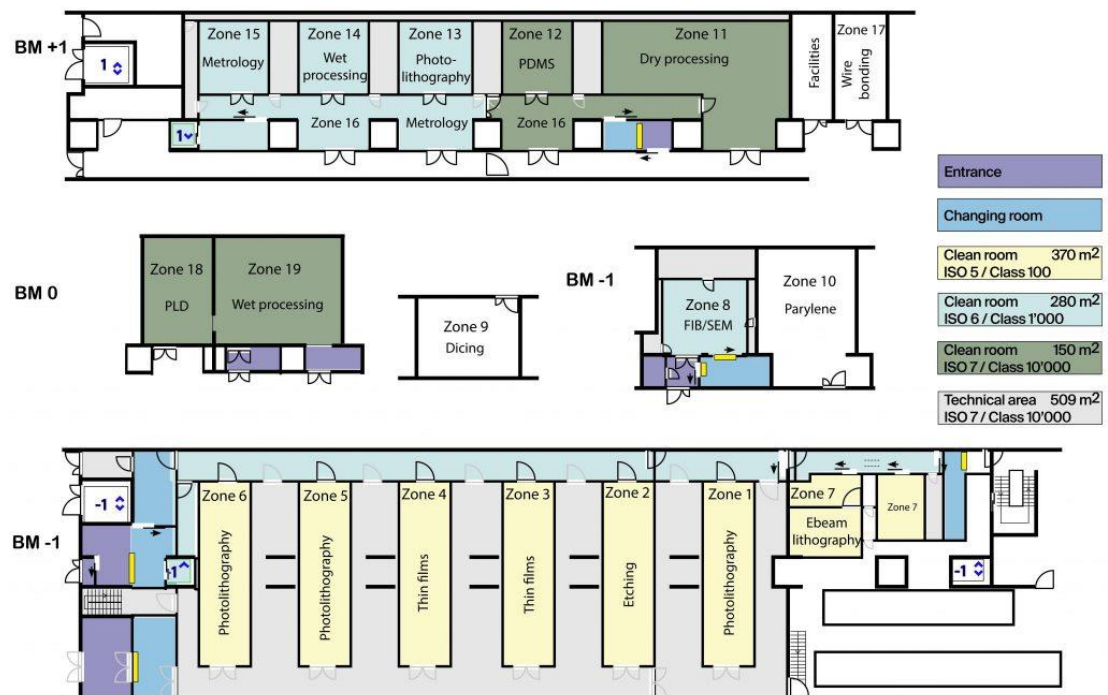 BM +1
1
Zone 15
Metrology
Zone 14
Wet
processing
Zone 13
Photo-
lithography
Zone 12
PDMS
Zone 11
Dry processing
Facilities
Zone 17
Wire
bonding
1
Zone 16
Metrology
Zone 16
Entrance
Changing room
Clean room 370 m²
ISO 5 / Class 100
Clean room 280 m²
ISO 6 / Class 1'000
Clean room 150 m²
ISO 7 / Class 10'000
Technical area 509 m²
ISO 7 / Class 10'000
BM 0
Zone 18
PLD
Zone 19
Wet processing
Zone 9
Dicing
BM -1
Zone 8
FIB/SEM
Zone 10
Parylene
BM -1
-1
-1
Zone 6
Photolithography
Zone 5
Photolithography
Zone 4
Thin films
Zone 3
Thin films
Zone 2
Etching
Zone 1
Photolithography
Zone 7
Ebeam
lithography
Zone 7
-1